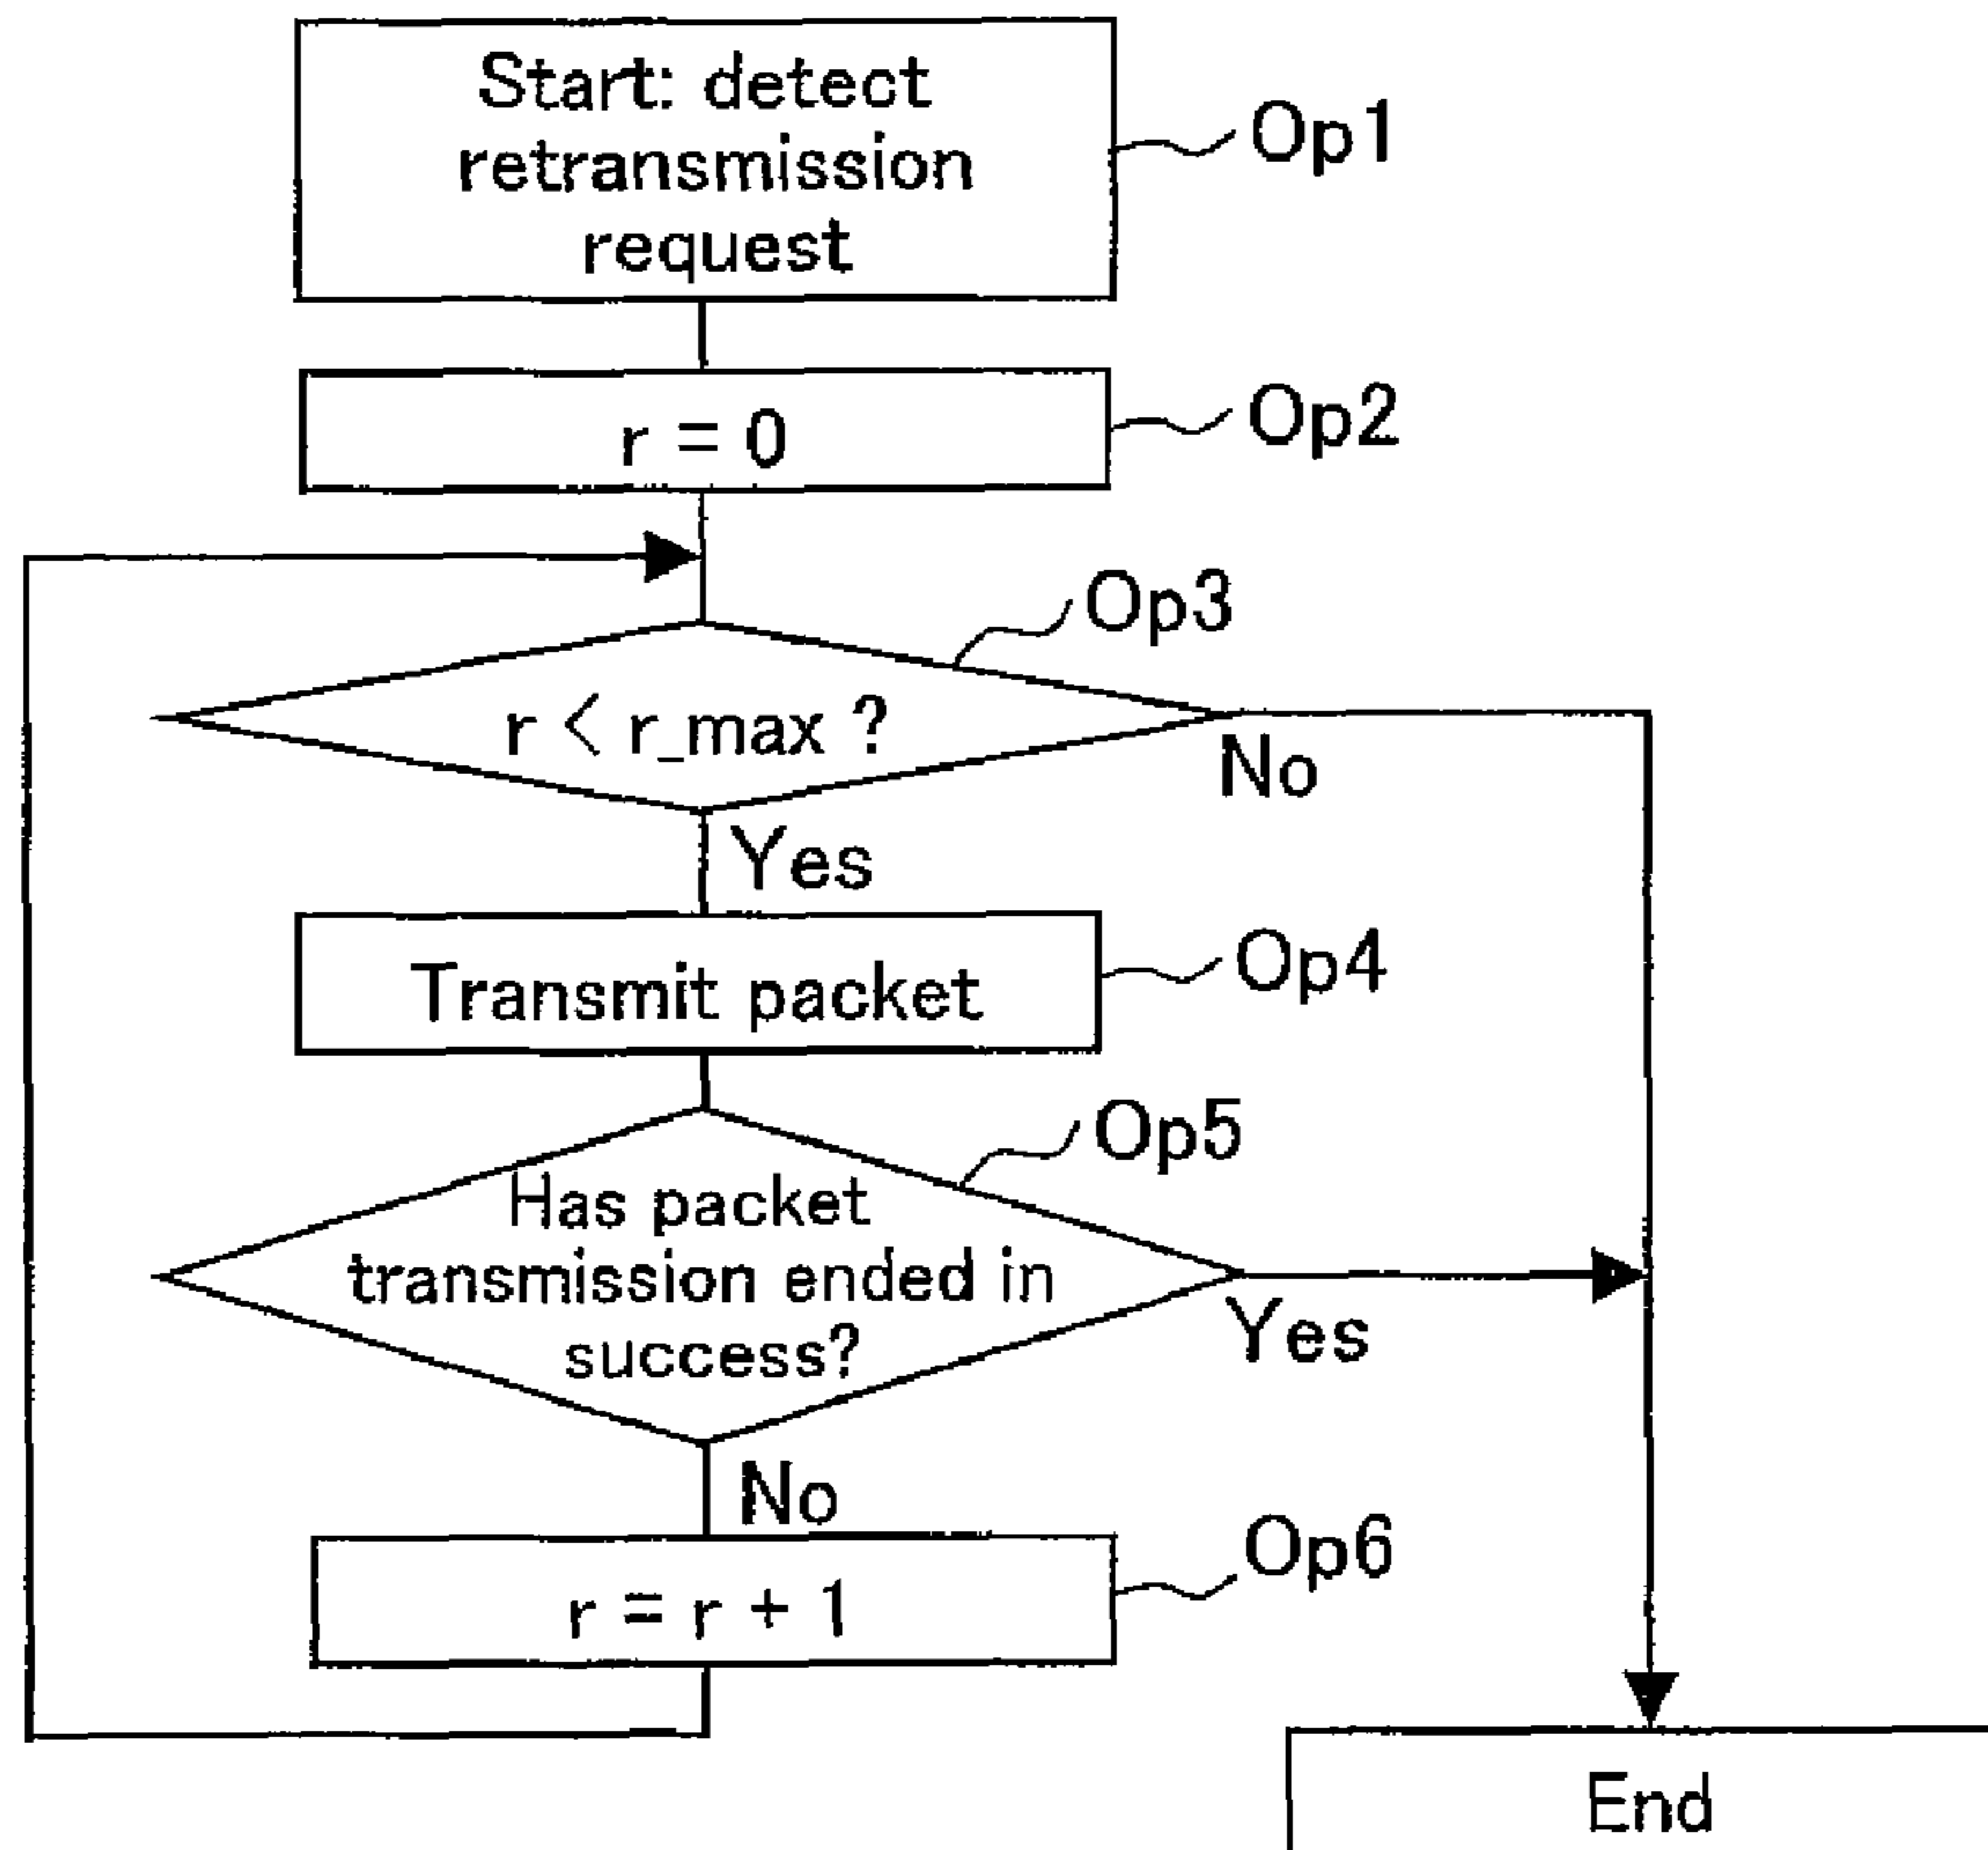 Start: detect
retransmission
request
Op1
r = 0
Op2
Op3
r < r_max ?
No
Yes
Transmit packet
Op4
Op5
Has packet
transmission ended in
success?
Yes
No
r = r + 1
Op6
End